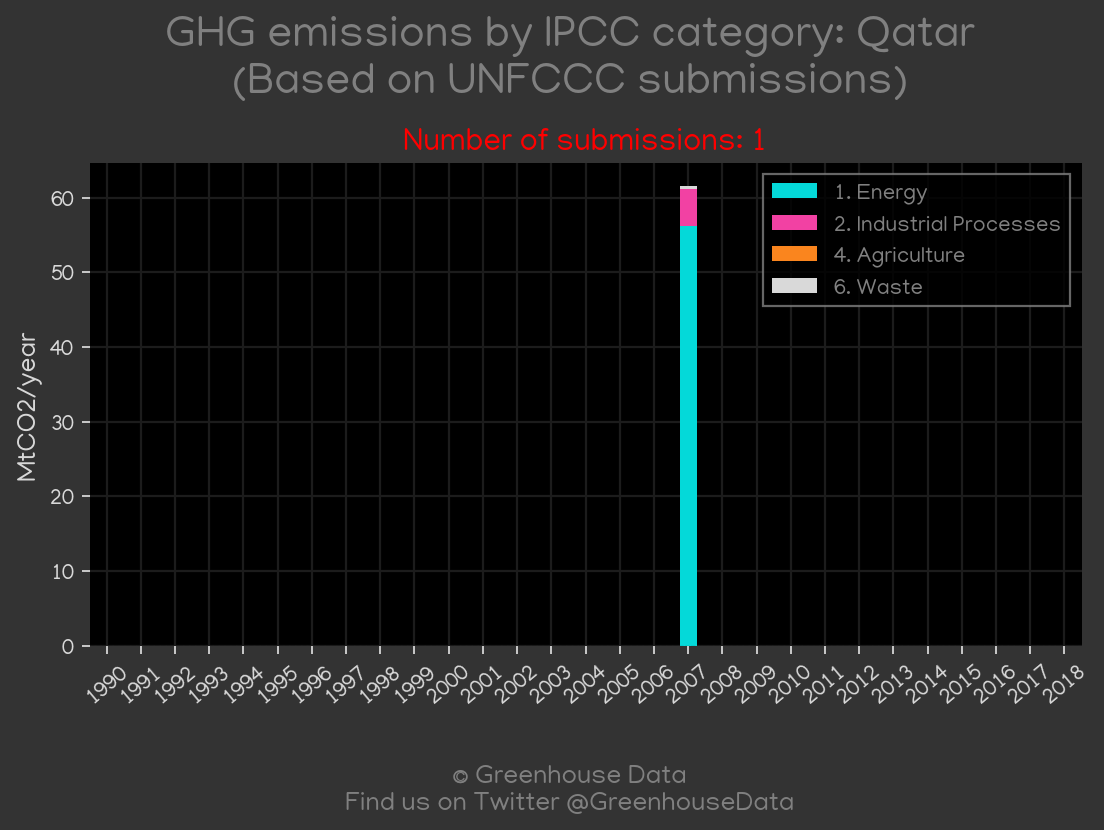 GHG emissions by IPCC category: Qatar
(Based on UNFCCC submissions)
Number of submissions: 1
1. Energy
2. Industrial Processes
4. Agriculture
6. Waste
MtCO2/year
60
50
40
30
20
10
0
1990 1991 1992 1993 1994 1995 1996 1997 1998 1999 2000 2001 2002 2003 2004 2005 2006 2007 2008 2009 2010 2011 2012 2013 2014 2015 2016 2017 2018
© Greenhouse Data
Find us on Twitter @GreenhouseData